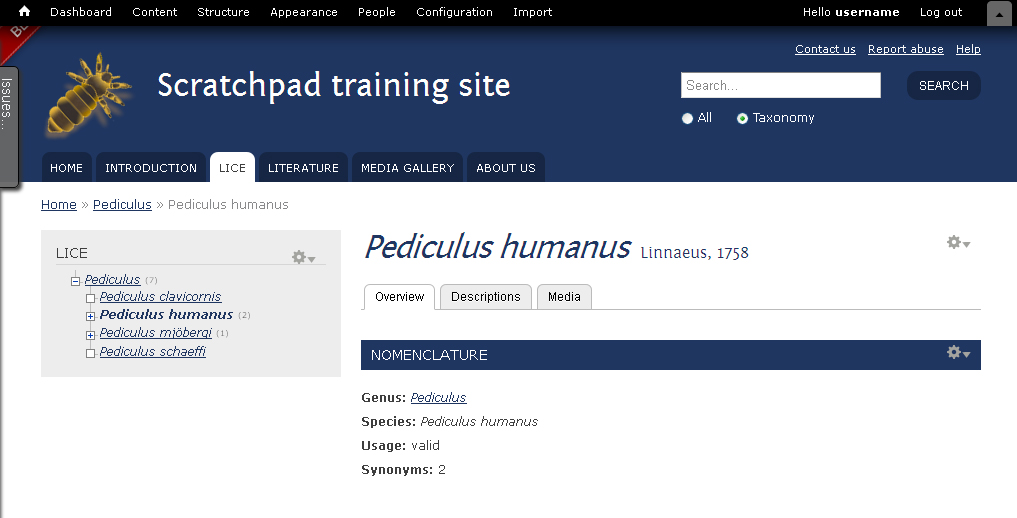 Dashboard Content Structure Appearance People Configuration Import Hello username Log out
Issues...
Contact us Report abuse Help
Scratchpad training site
Search... SEARCH
All Taxonomy
HOME INTRODUCTION LICE LITERATURE MEDIA GALLERY ABOUT US
Home » Pediculus » Pediculus humanus
LICE
Pediculus (7)
Pediculus clavicornis
Pediculus humanus (2)
Pediculus mjöbergi (1)
Pediculus schaeffi
Pediculus humanus Linnaeus, 1758
Overview Descriptions Media
NOMENCLATURE
Genus: Pediculus
Species: Pediculus humanus
Usage: valid
Synonyms: 2